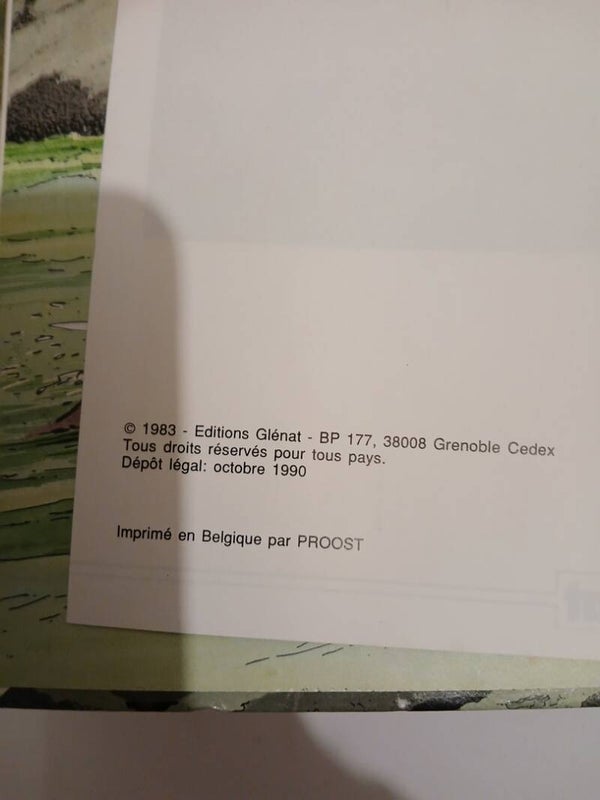 © 1983 - Editions Glénat - BP 177, 38008 Grenoble Cedex
Tous droits réservés pour tous pays.
Dépôt légal: octobre 1990
Imprimé en Belgique par PROOST